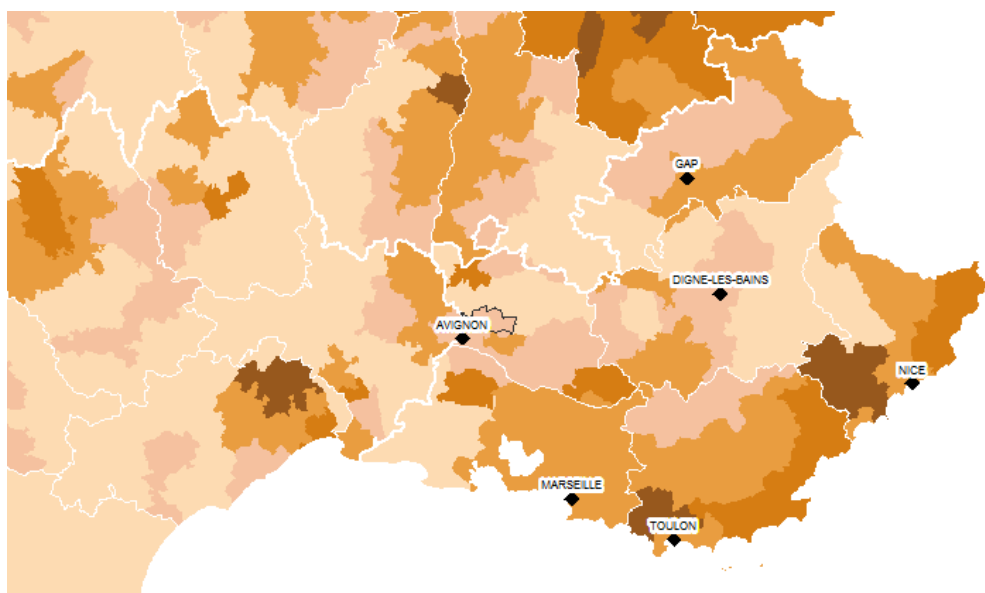 GAP
DIGNE-LES-BAINS
AVIGNON
NICE
MARSEILLE
TOULON